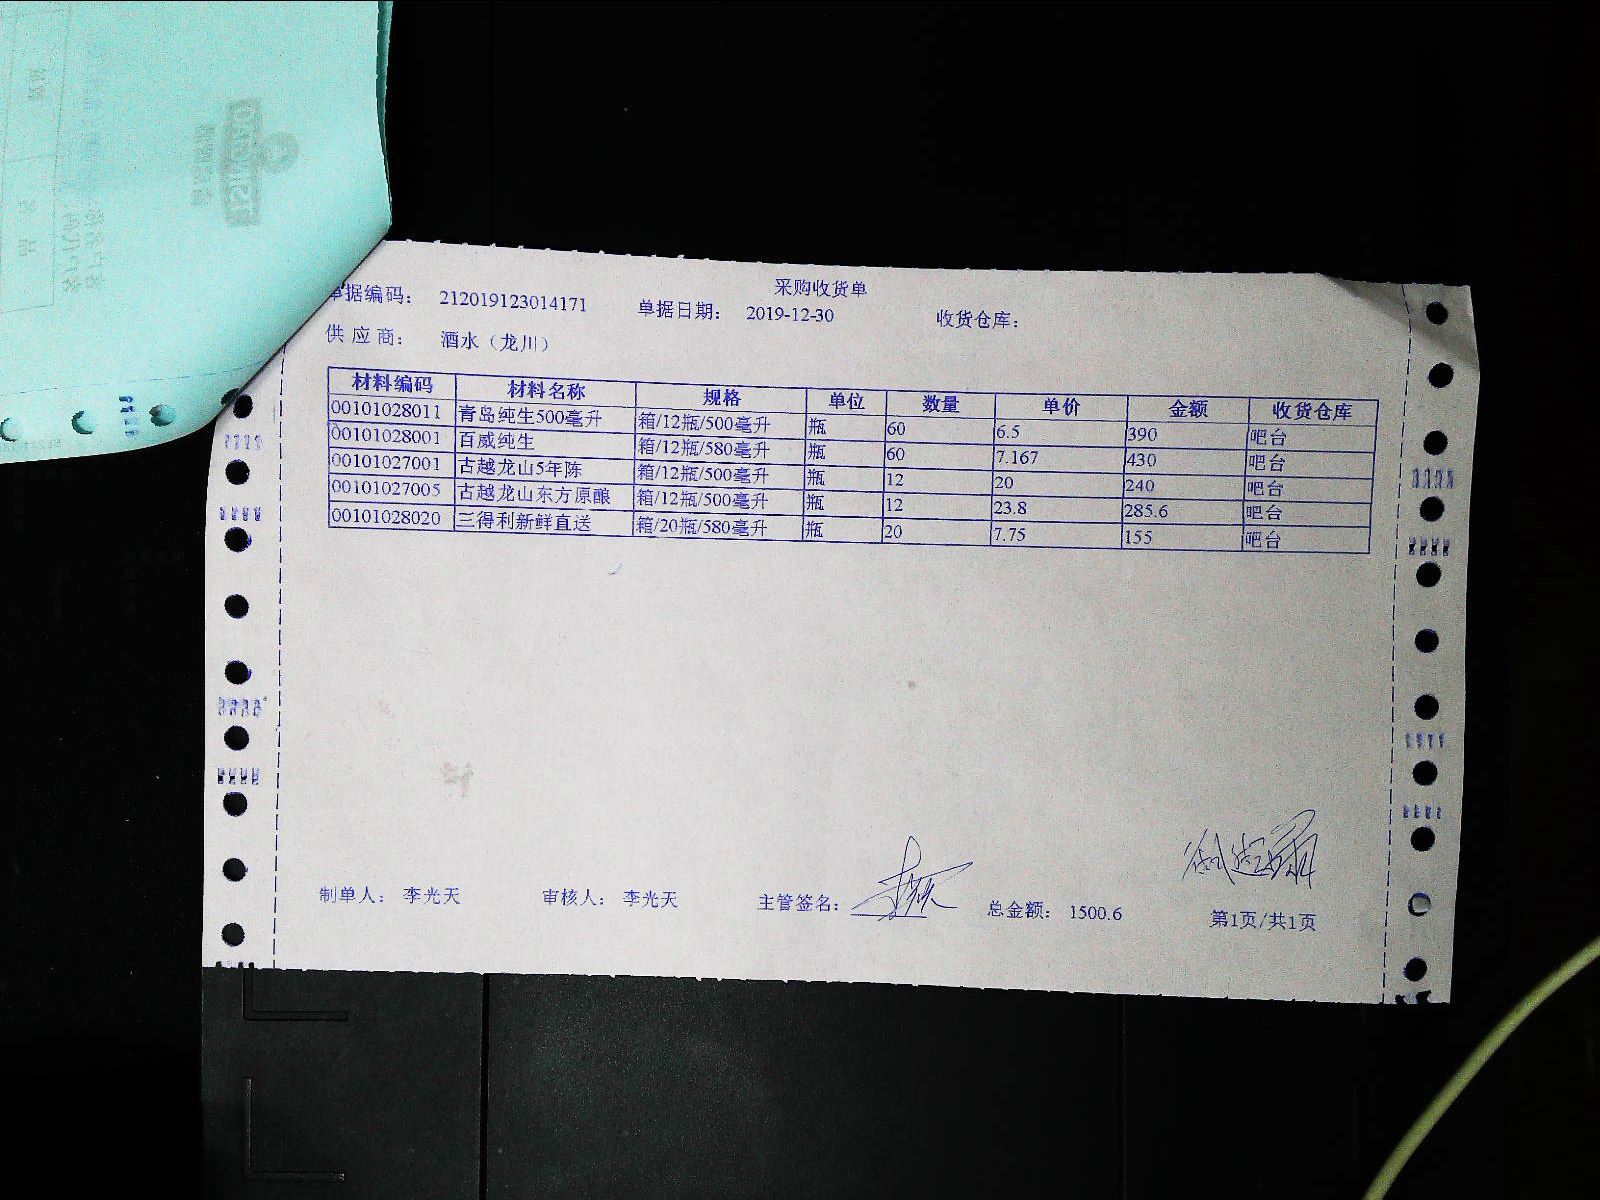 采购收货单
单据编码： 212019123014171 单据日期： 2019-12-30 收货仓库：
供 应 商： 酒水（龙川）
材料编码 材料名称 规格 单位 数量 单价 金额 收货仓库
00101028011 青岛纯生500毫升 箱/12瓶/500毫升 瓶 60 6.5 390 吧台
00101028001 百威纯生 箱/12瓶/580毫升 瓶 60 7.167 430 吧台
00101027001 古越龙山5年陈 箱/12瓶/500毫升 瓶 12 20 240 吧台
00101027005 古越龙山东方原酿 箱/12瓶/500毫升 瓶 12 23.8 285.6 吧台
00101028020 三得利新鲜直送 箱/20瓶/580毫升 瓶 20 7.75 155 吧台
制单人： 李光天 审核人： 李光天 主管签名： 总金额： 1500.6 第1页/共1页